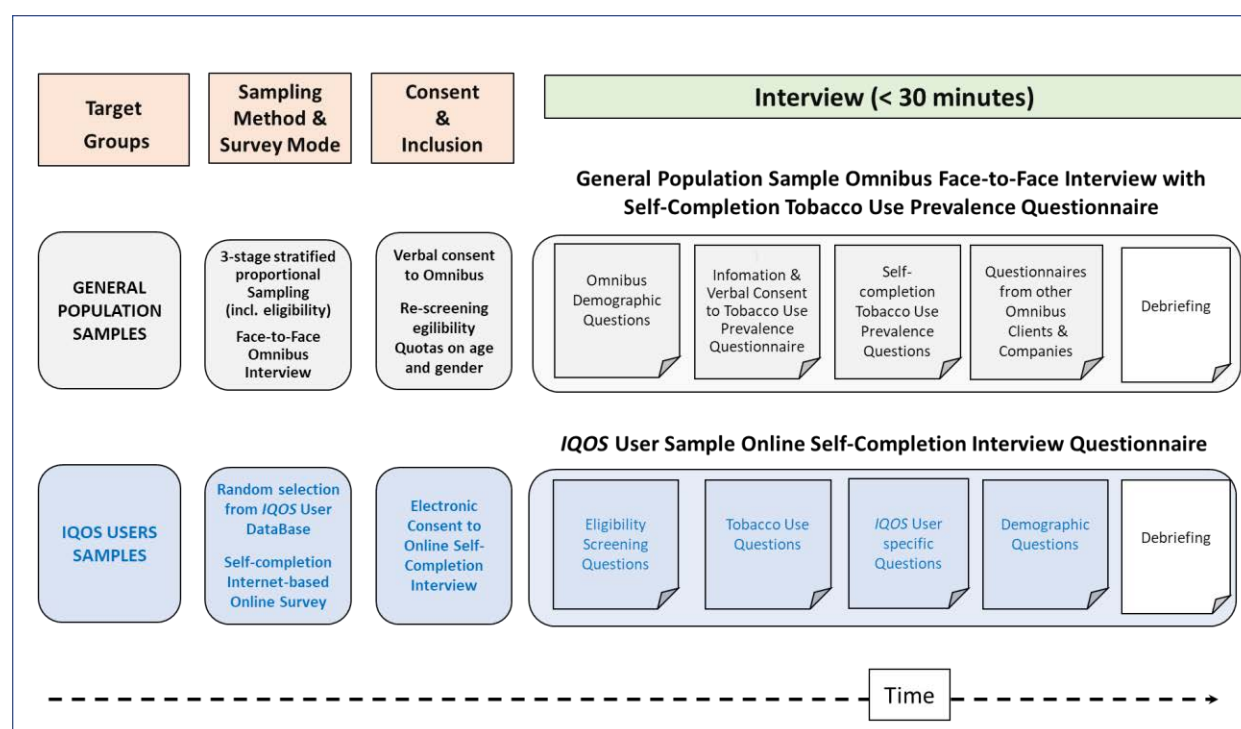 Target
Groups
Sampling
Method &
Survey Mode
Consent
&
Inclusion
Interview (< 30 minutes)
General Population Sample Omnibus Face-to-Face Interview with
Self-Completion Tobacco Use Prevalence Questionnaire
GENERAL
POPULATION
SAMPLES
3-stage stratified
proportional
Sampling
(incl. eligibility)
Face-to-Face
Omnibus
Interview
Verbal consent
to Omnibus
Re-screening
egilibility
Quotas on age
and gender
Omnibus
Demographic
Questions
Infomation &
Verbal Consent
to Tobacco Use
Prevalence
Questionnaire
Self-
completion
Tobacco Use
Prevalence
Questions
Questionnaires
from other
Omnibus
Clients &
Companies
Debriefing
IQOS User Sample Online Self-Completion Interview Questionnaire
IQOS USERS
SAMPLES
Random selection
from IQOS User
DataBase
Self-completion
Internet-based
Online Survey
Electronic
Consent to
Online Self-
Completion
Interview
Eligibility
Screening
Questions
Tobacco Use
Questions
IQOS User
specific
Questions
Demographic
Questions
Debriefing
Time